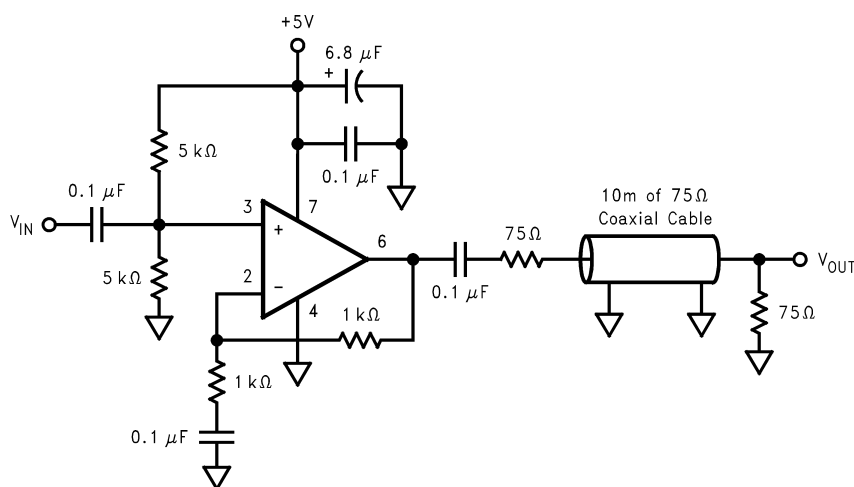 +5V
6.8 μF
+
5 kΩ
0.1 μF
0.1 μF
3
7
10m of 75Ω
Coaxial Cable
V_IN
+
6
75Ω
V_OUT
2
−
5 kΩ
4
0.1 μF
1 kΩ
75Ω
1 kΩ
0.1 μF